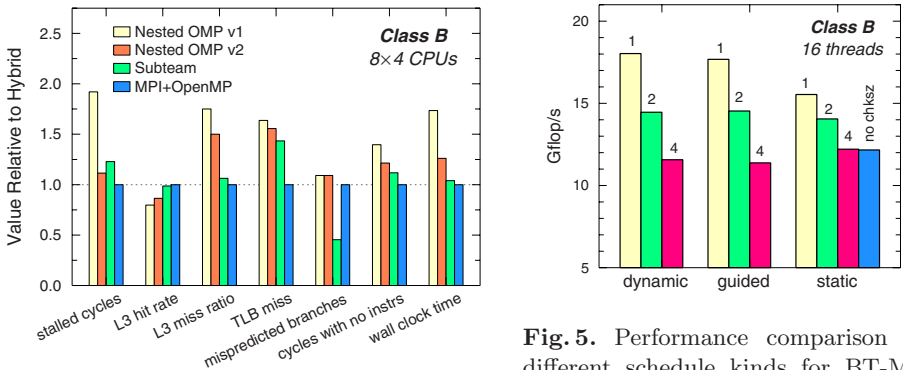 2.5
2.0
1.5
1.0
0.5
0.0
Value Relative to Hybrid
Nested OMP v1
Nested OMP v2
Subteam
MPI+OpenMP
Class B
8×4 CPUs
stalled cycles
L3 hit rate
L3 miss ratio
TLB miss
mispredicted branches
cycles with no instrs
wall clock time
20
15
10
5
Gflop/s
Class B
16 threads
1
2
4
1
2
4
1
2
4
no chksz
dynamic
guided
static
Fig. 5. Performance comparison
different schedule kinds for BT-M